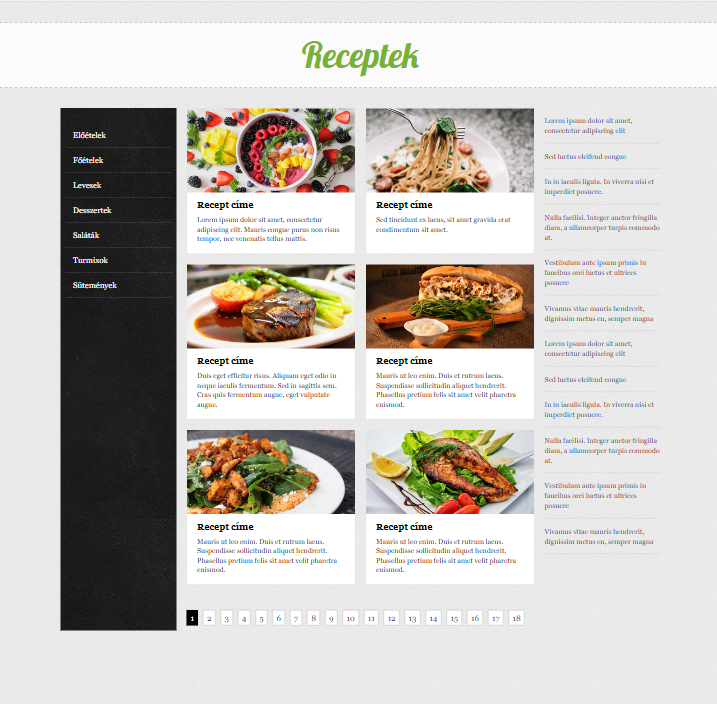 Receptek
Előételek
Főételek
Levesek
Desszertek
Saláták
Turmixok
Sütemények
Recept címe
Lorem ipsum dolor sit amet, consectetur
adipiscing elit. Mauris congue purus non risus
tempor, nec venenatis tellus mattis.
Recept címe
Sed tincidunt ex lacus, sit amet gravida erat
condimentum sit amet.
Recept címe
Duis eget efficitur risus. Aliquam eget odio in
neque iaculis fermentum. Sed in sagittis sem.
Cras quis fermentum augue, eget vulputate
augue.
Recept címe
Mauris ut leo enim. Duis et rutrum lacus.
Suspendisse sollicitudin aliquet hendrerit.
Phasellus pretium felis sit amet velit pharetra
euismod.
Recept címe
Mauris ut leo enim. Duis et rutrum lacus.
Suspendisse sollicitudin aliquet hendrerit.
Phasellus pretium felis sit amet velit pharetra
euismod.
Recept címe
Mauris ut leo enim. Duis et rutrum lacus.
Suspendisse sollicitudin aliquet hendrerit.
Phasellus pretium felis sit amet velit pharetra
euismod.
1 2 3 4 5 6 7 8 9 10 11 12 13 14 15 16 17 18
Lorem ipsum dolor sit amet,
consectetur adipiscing elit
Sed luctus eleifend congue
In in iaculis ligula. In viverra nisi et
imperdiet posuere.
Nulla facilisi. Integer auctor fringilla
diam, a ullamcorper turpis commodo
at.
Vestibulum ante ipsum primis in
faucibus orci luctus et ultrices
posuere
Vivamus vitae mauris hendrerit,
dignissim metus eu, semper magna
Lorem ipsum dolor sit amet,
consectetur adipiscing elit
Sed luctus eleifend congue
In in iaculis ligula. In viverra nisi et
imperdiet posuere.
Nulla facilisi. Integer auctor fringilla
diam, a ullamcorper turpis commodo
at.
Vestibulum ante ipsum primis in
faucibus orci luctus et ultrices
posuere
Vivamus vitae mauris hendrerit,
dignissim metus eu, semper magna